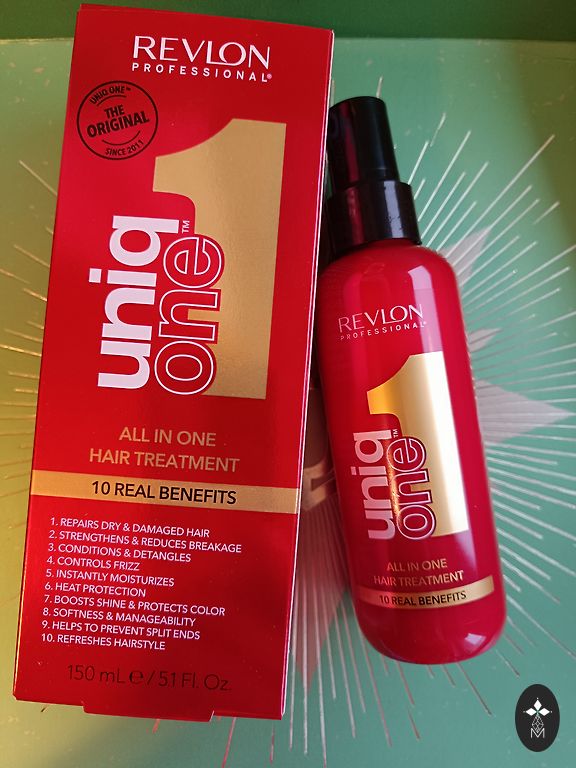 REVLON
PROFESSIONAL®
UNIQ ONE™
THE
ORIGINAL
SINCE 2011
1
uniq
one™
ALL IN ONE
HAIR TREATMENT
10 REAL BENEFITS
1. REPAIRS DRY & DAMAGED HAIR
2. STRENGTHENS & REDUCES BREAKAGE
3. CONDITIONS & DETANGLES
4. CONTROLS FRIZZ
5. INSTANTLY MOISTURIZES
6. HEAT PROTECTION
7. BOOSTS SHINE & PROTECTS COLOR
8. SOFTNESS & MANAGEABILITY
9. HELPS TO PREVENT SPLIT ENDS
10. REFRESHES HAIRSTYLE
150 mL ℮ / 5.1 Fl. Oz.
REVLON
PROFESSIONAL®
1
uniq
one™
ALL IN ONE
HAIR TREATMENT
10 REAL BENEFITS
M